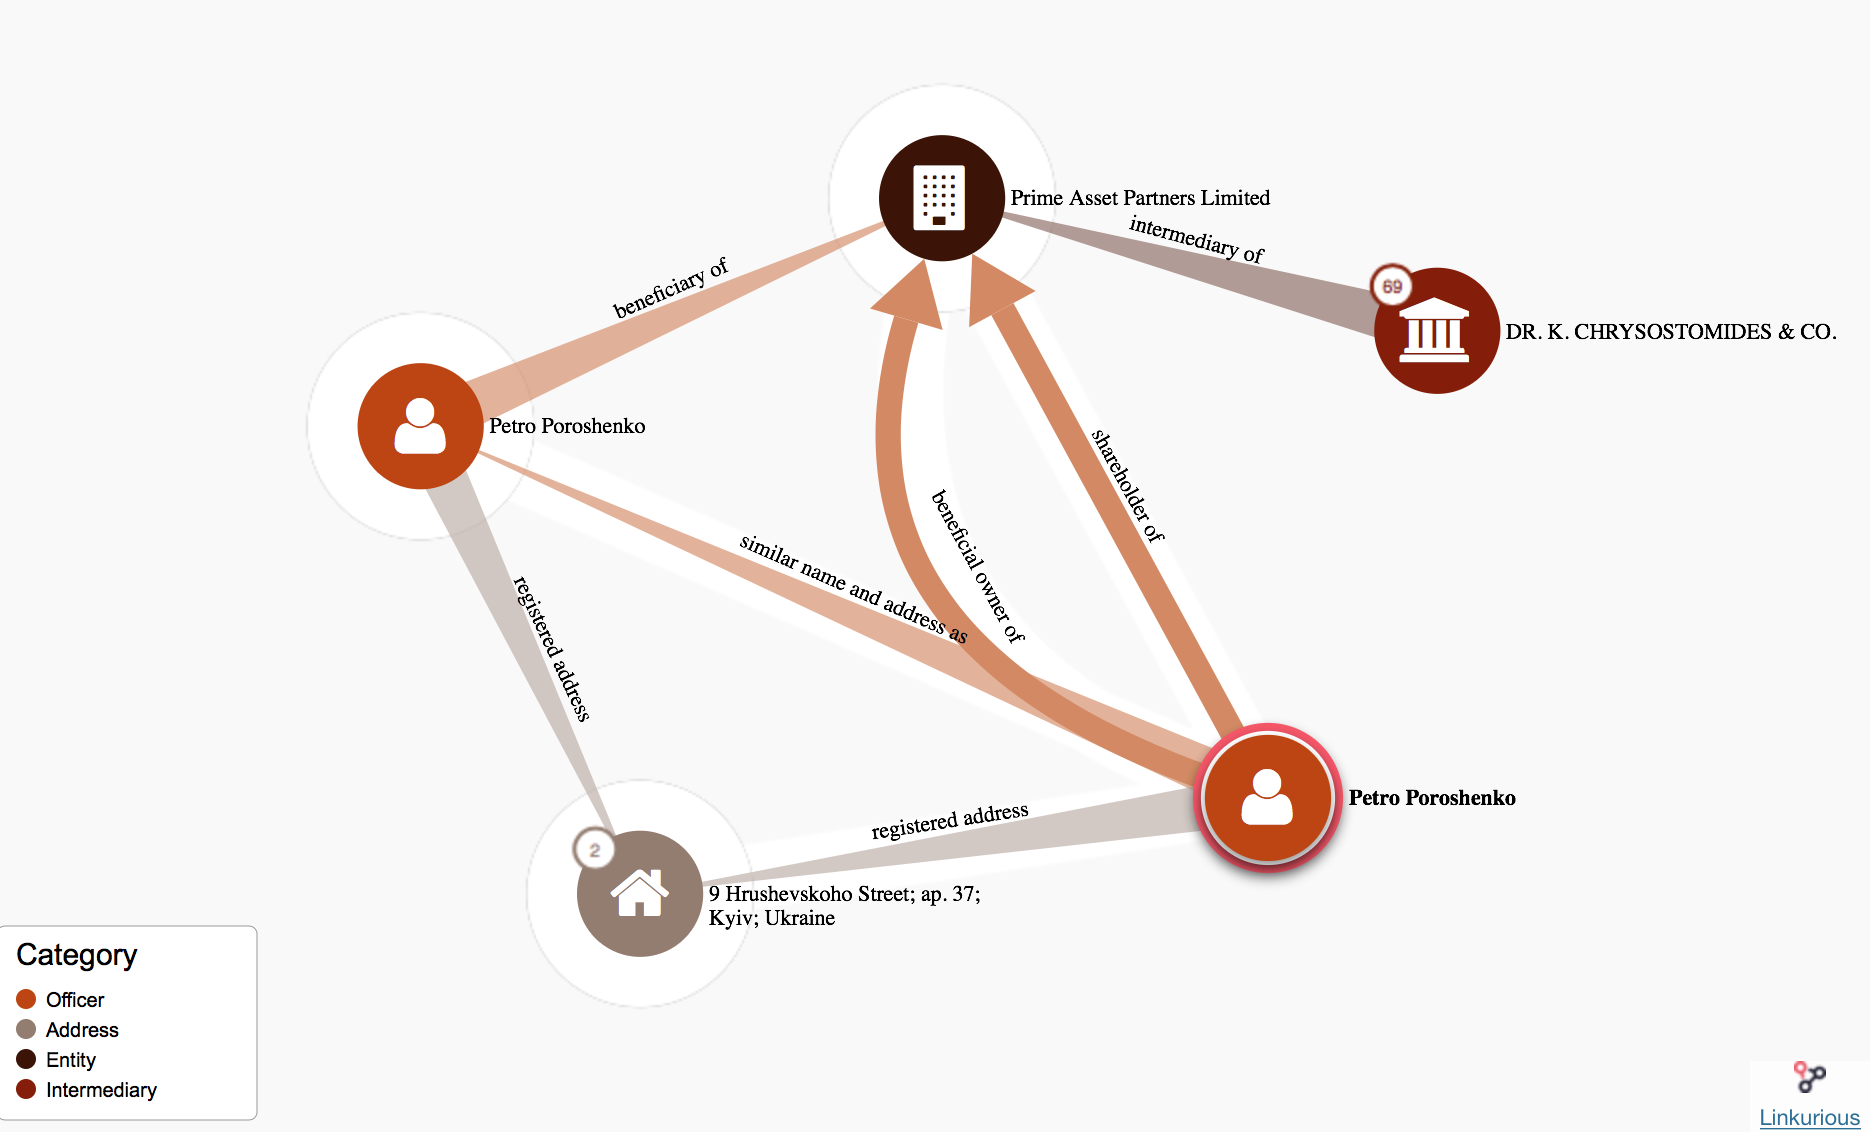 Prime Asset Partners Limited
intermediary of
69
DR. K. CHRYSOSTOMIDES & CO.
beneficiary of
Petro Poroshenko
shareholder of
beneficial owner of
similar name and address as
registered address
registered address
Petro Poroshenko
2
9 Hrushevskoho Street; ap. 37;
Kyiv; Ukraine
Category
Officer
Address
Entity
Intermediary
Linkurious